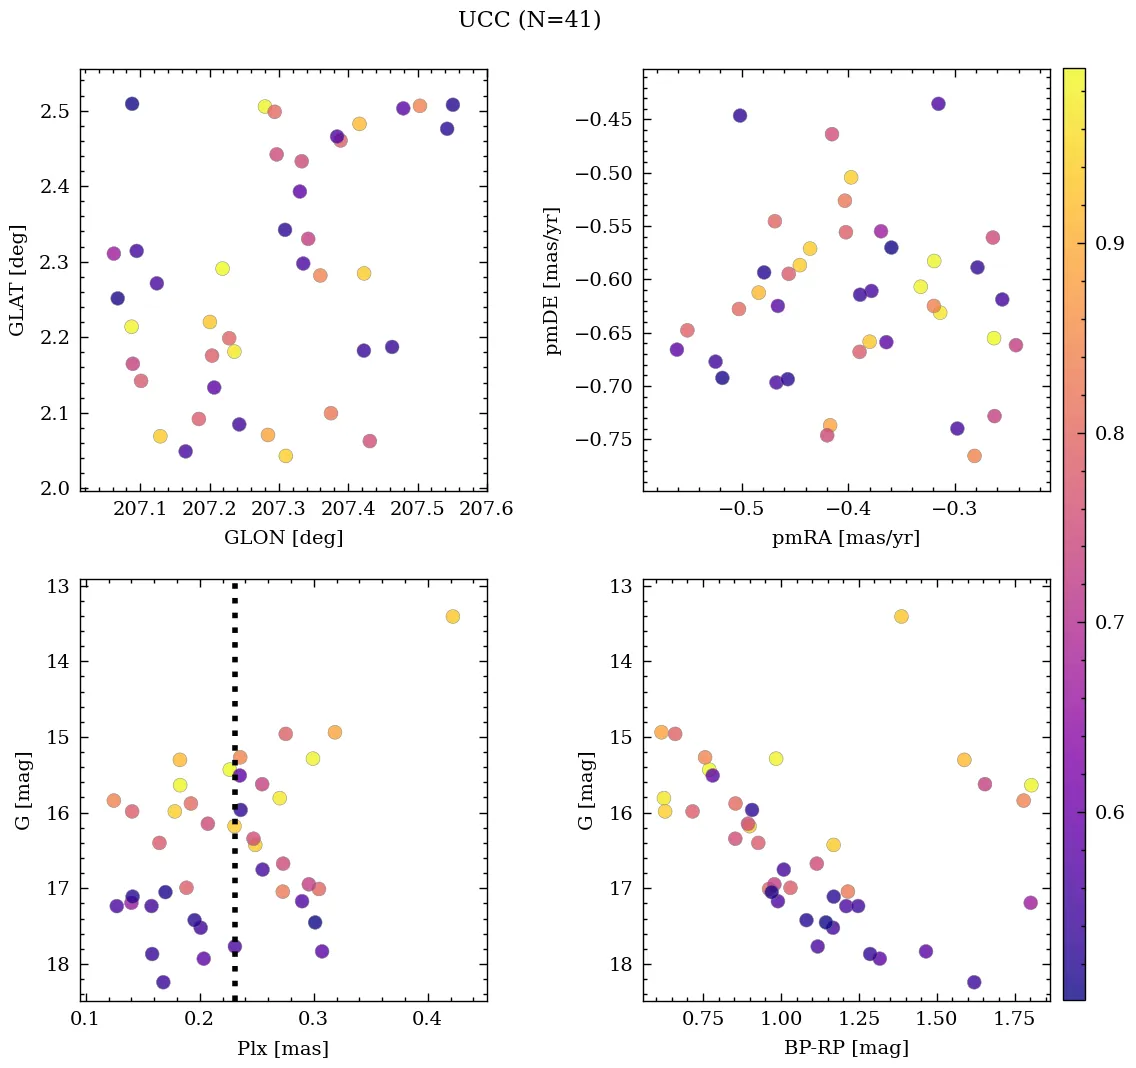 UCC (N=41)
2.5
2.4
2.3
2.2
2.1
2.0
GLAT [deg]
207.1 207.2 207.3 207.4 207.5 207.6
GLON [deg]
−0.45
−0.50
−0.55
−0.60
−0.65
−0.70
−0.75
pmDE [mas/yr]
−0.5 −0.4 −0.3
pmRA [mas/yr]
0.9
0.8
0.7
0.6
13
14
15
16
17
18
G [mag]
0.1 0.2 0.3 0.4
Plx [mas]
13
14
15
16
17
18
G [mag]
0.75 1.00 1.25 1.50 1.75
BP-RP [mag]